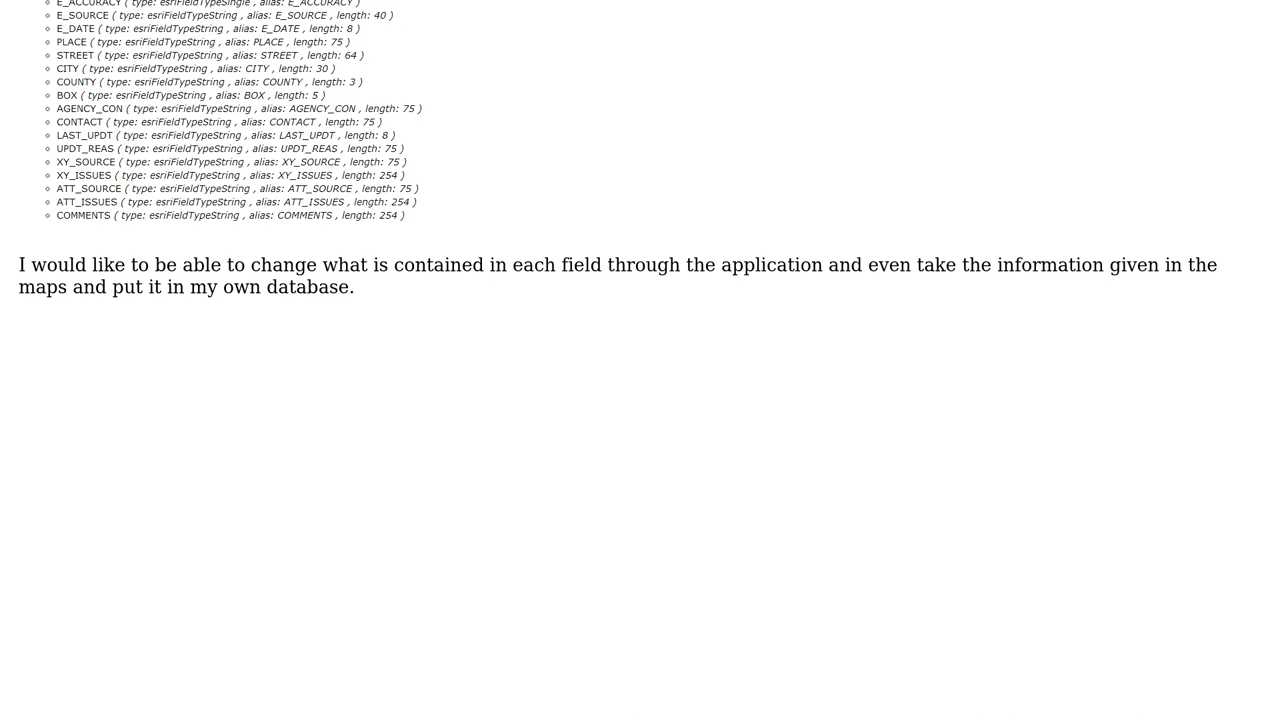 E_ACCURACY ( type: esriFieldTypeSingle , alias: E_ACCURACY )
E_SOURCE ( type: esriFieldTypeString , alias: E_SOURCE , length: 40 )
E_DATE ( type: esriFieldTypeString , alias: E_DATE , length: 8 )
PLACE ( type: esriFieldTypeString , alias: PLACE , length: 75 )
STREET ( type: esriFieldTypeString , alias: STREET , length: 64 )
CITY ( type: esriFieldTypeString , alias: CITY , length: 30 )
COUNTY ( type: esriFieldTypeString , alias: COUNTY , length: 3 )
BOX ( type: esriFieldTypeString , alias: BOX , length: 5 )
AGENCY_CON ( type: esriFieldTypeString , alias: AGENCY_CON , length: 75 )
CONTACT ( type: esriFieldTypeString , alias: CONTACT , length: 75 )
LAST_UPDT ( type: esriFieldTypeString , alias: LAST_UPDT , length: 8 )
UPDT_REAS ( type: esriFieldTypeString , alias: UPDT_REAS , length: 75 )
XY_SOURCE ( type: esriFieldTypeString , alias: XY_SOURCE , length: 75 )
XY_ISSUES ( type: esriFieldTypeString , alias: XY_ISSUES , length: 254 )
ATT_SOURCE ( type: esriFieldTypeString , alias: ATT_SOURCE , length: 75 )
ATT_ISSUES ( type: esriFieldTypeString , alias: ATT_ISSUES , length: 254 )
COMMENTS ( type: esriFieldTypeString , alias: COMMENTS , length: 254 )
I would like to be able to change what is contained in each field through the application and even take the information given in the
maps and put it in my own database.